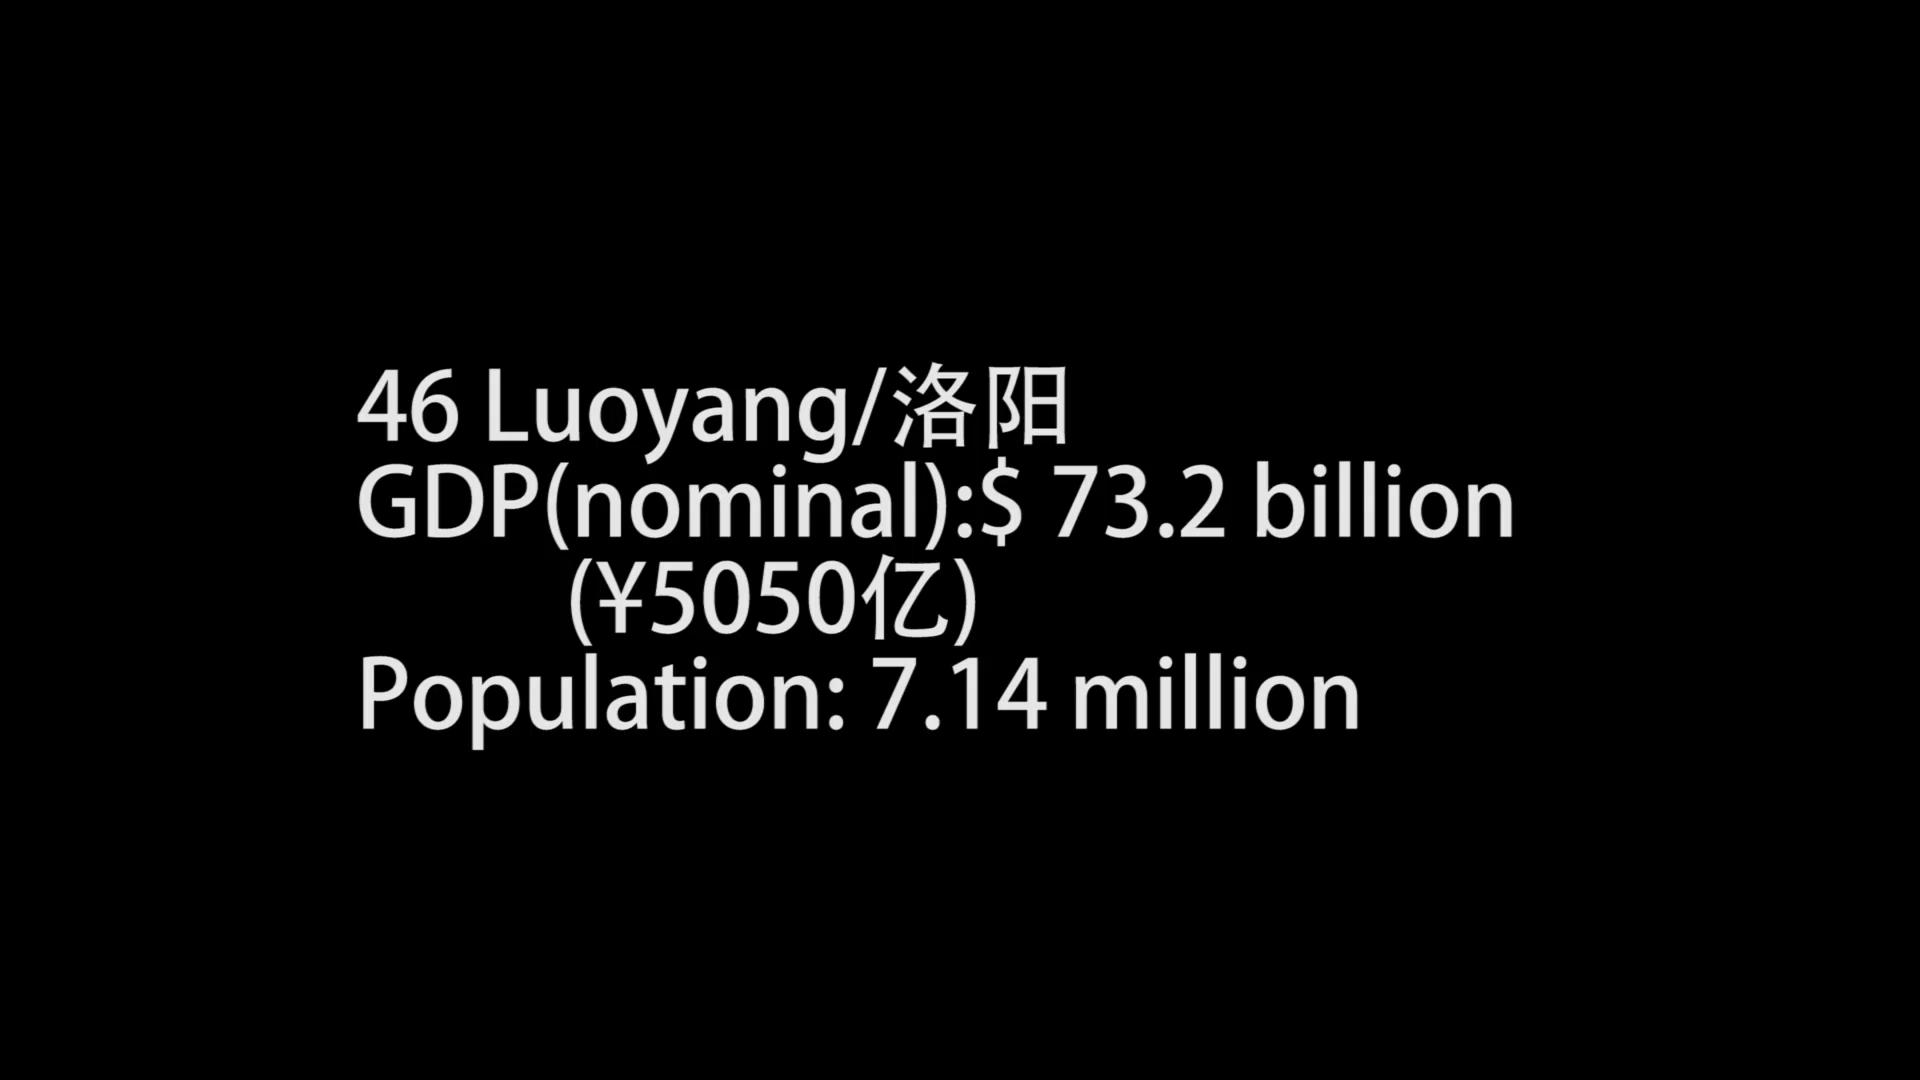 46 Luoyang/洛阳
GDP(nominal):$ 73.2 billion
(¥5050亿)
Population: 7.14 million